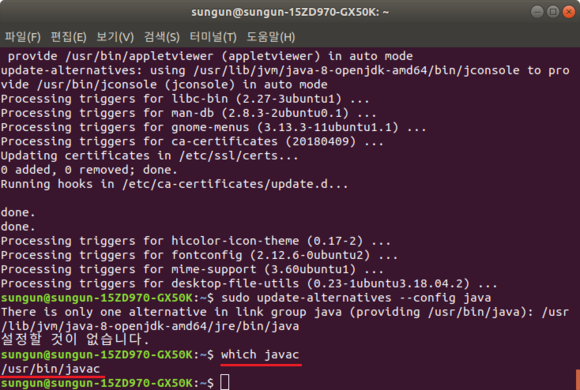 sungun@sungun-15ZD970-GX50K: ~
파일(F) 편집(E) 보기(V) 검색(S) 터미널(T) 도움말(H)
provide /usr/bin/appletviewer (appletviewer) in auto mode
update-alternatives: using /usr/lib/jvm/java-8-openjdk-amd64/bin/jconsole to pro
vide /usr/bin/jconsole (jconsole) in auto mode
Processing triggers for libc-bin (2.27-3ubuntu1) ...
Processing triggers for man-db (2.8.3-2ubuntu0.1) ...
Processing triggers for gnome-menus (3.13.3-11ubuntu1.1) ...
Processing triggers for ca-certificates (20180409) ...
Updating certificates in /etc/ssl/certs...
0 added, 0 removed; done.
Running hooks in /etc/ca-certificates/update.d...
done.
done.
Processing triggers for hicolor-icon-theme (0.17-2) ...
Processing triggers for fontconfig (2.12.6-0ubuntu2) ...
Processing triggers for mime-support (3.60ubuntu1) ...
Processing triggers for desktop-file-utils (0.23-1ubuntu3.18.04.2) ...
sungun@sungun-15ZD970-GX50K:~$ sudo update-alternatives --config java
There is only one alternative in link group java (providing /usr/bin/java): /usr
/lib/jvm/java-8-openjdk-amd64/jre/bin/java
설정할 것이 없습니다.
sungun@sungun-15ZD970-GX50K:~$ which javac
/usr/bin/javac
sungun@sungun-15ZD970-GX50K:~$